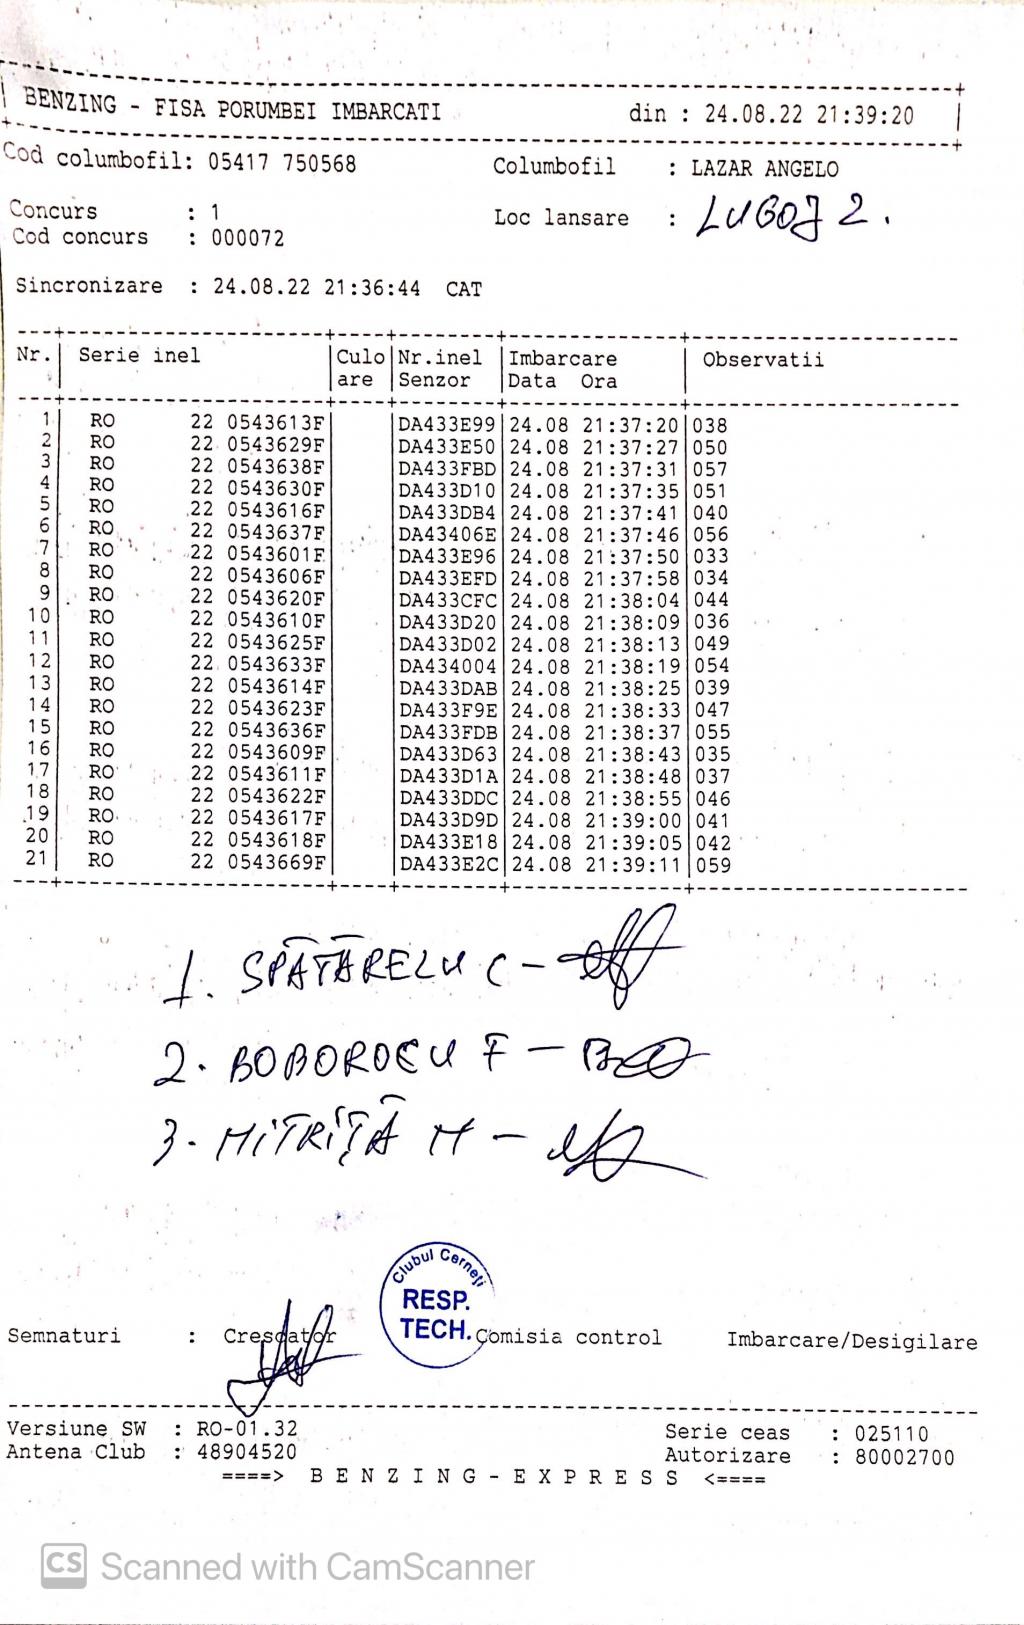 BENZING - FISA PORUMBEI IMBARCATI din : 24.08.22 21:39:20
Cod columbofil: 05417 750568 Columbofil : LAZAR ANGELO
Concurs : 1 Loc lansare : LUGOJ 2.
Cod concurs : 000072
Sincronizare : 24.08.22 21:36:44 CAT
Nr. Serie inel Culo Nr.inel Imbarcare Observatii
are Senzor Data Ora
1 RO 22 0543613F DA433E99 24.08 21:37:20 038
2 RO 22 0543629F DA433E50 24.08 21:37:27 050
3 RO 22 0543638F DA433FBD 24.08 21:37:31 057
4 RO 22 0543630F DA433D10 24.08 21:37:35 051
5 RO 22 0543616F DA433DB4 24.08 21:37:41 040
6 RO 22 0543637F DA43406E 24.08 21:37:46 056
7 RO 22 0543601F DA433E96 24.08 21:37:50 033
8 RO 22 0543606F DA433EFD 24.08 21:37:58 034
9 RO 22 0543620F DA433CFC 24.08 21:38:04 044
10 RO 22 0543610F DA433D20 24.08 21:38:09 036
11 RO 22 0543625F DA433D02 24.08 21:38:13 049
12 RO 22 0543633F DA434004 24.08 21:38:19 054
13 RO 22 0543614F DA433DAB 24.08 21:38:25 039
14 RO 22 0543623F DA433F9E 24.08 21:38:33 047
15 RO 22 0543636F DA433FDB 24.08 21:38:37 055
16 RO 22 0543609F DA433D63 24.08 21:38:43 035
17 RO 22 0543611F DA433D1A 24.08 21:38:48 037
18 RO 22 0543622F DA433DDC 24.08 21:38:55 046
19 RO 22 0543617F DA433D9D 24.08 21:39:00 041
20 RO 22 0543618F DA433E18 24.08 21:39:05 042
21 RO 22 0543669F DA433E2C 24.08 21:39:11 059
1. SPĂTĂRELU C -
2. BOBOROCU F -
3. MITRIȚĂ M -
Clubul Cerneți
RESP.
TECH.
Semnaturi : Crescator Comisia control Imbarcare/Desigilare
Versiune SW : RO-01.32 Serie ceas : 025110
Antena Club : 48904520 Autorizare : 80002700
====> B E N Z I N G - E X P R E S S <====
CS Scanned with CamScanner